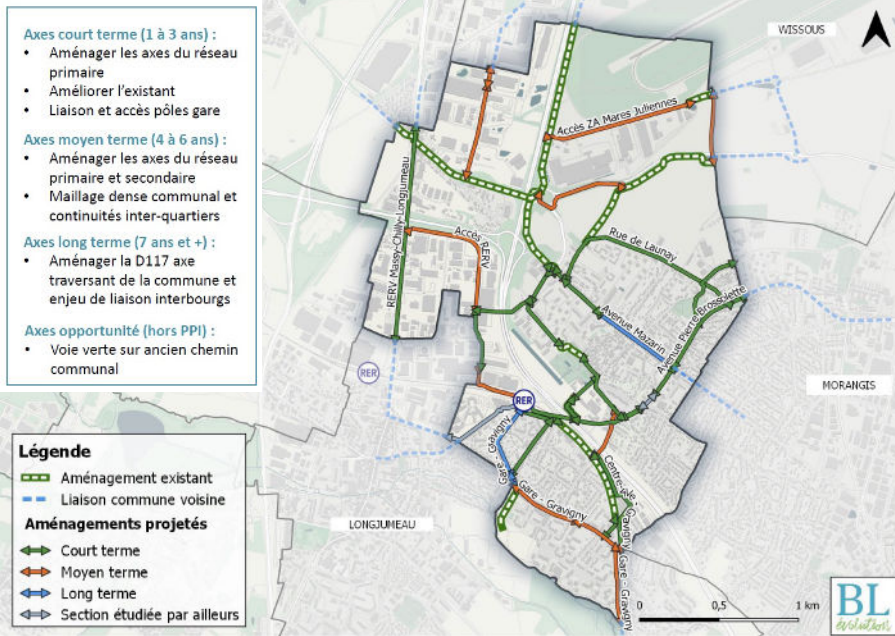 Axes court terme (1 à 3 ans) :
• Aménager les axes du réseau
primaire
• Améliorer l'existant
• Liaison et accès pôles gare
Axes moyen terme (4 à 6 ans) :
• Aménager les axes du réseau
primaire et secondaire
• Maillage dense communal et
continuités inter-quartiers
Axes long terme (7 ans et +) :
• Aménager la D117 axe
traversant de la commune et
enjeu de liaison interbourgs
Axes opportunité (hors PPI) :
• Voie verte sur ancien chemin
communal
WISSOUS
Accès ZA Mares Juliennes
RERV Massy-Chilly-Longjumeau
Accès RERV
Rue de Launay
Avenue Mazarin
Avenue Pierre Brossolette
RER
RER
MORANGIS
Gare - Gravigny
Gare - Gravigny
Centre-ville - Gravigny
Gare - Gravigny
LONGJUMEAU
Légende
Aménagement existant
Liaison commune voisine
Aménagements projetés
Court terme
Moyen terme
Long terme
Section étudiée par ailleurs
0 0,5 1 km
BL
évolution